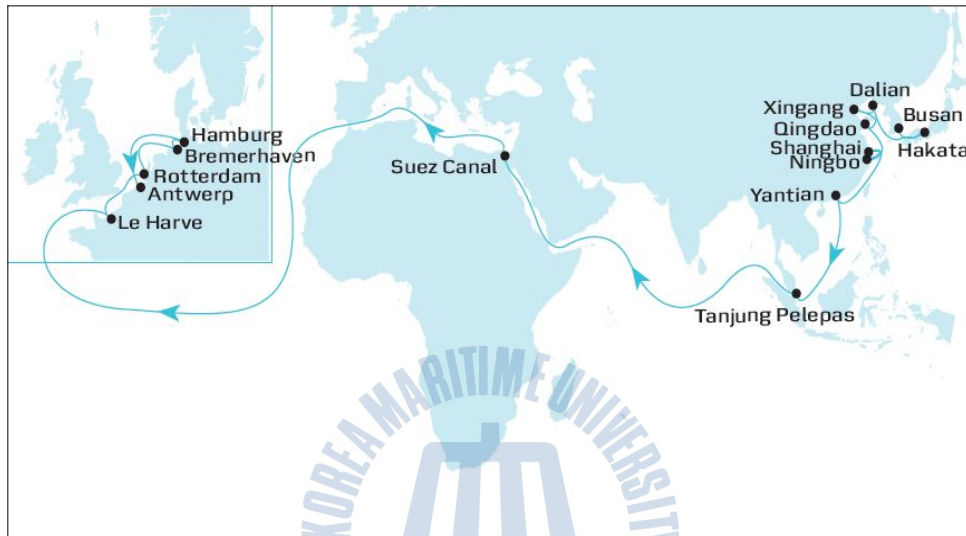 Hamburg
Bremerhaven
Rotterdam
Antwerp
Le Harve
Suez Canal
Dalian
Xingang
Busan
Qingdao
Shanghai
Hakata
Ningbo
Yantian
Tanjung Pelepas
KOREA MARITIME UNIVERSIT